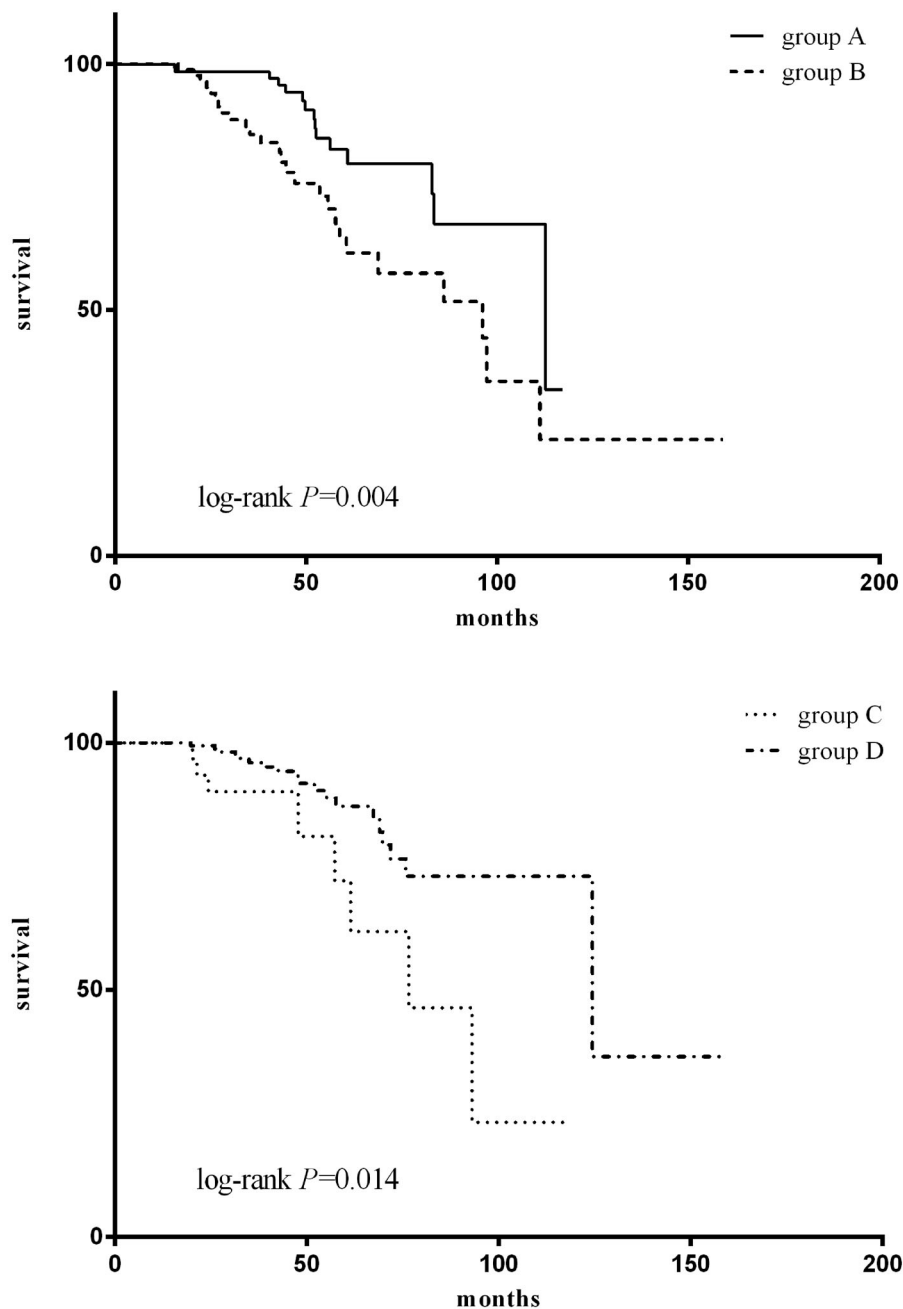 group A
group B
100
50
0
survival
log-rank P=0.004
0 50 100 150 200
months
group C
group D
100
50
0
survival
log-rank P=0.014
0 50 100 150 200
months